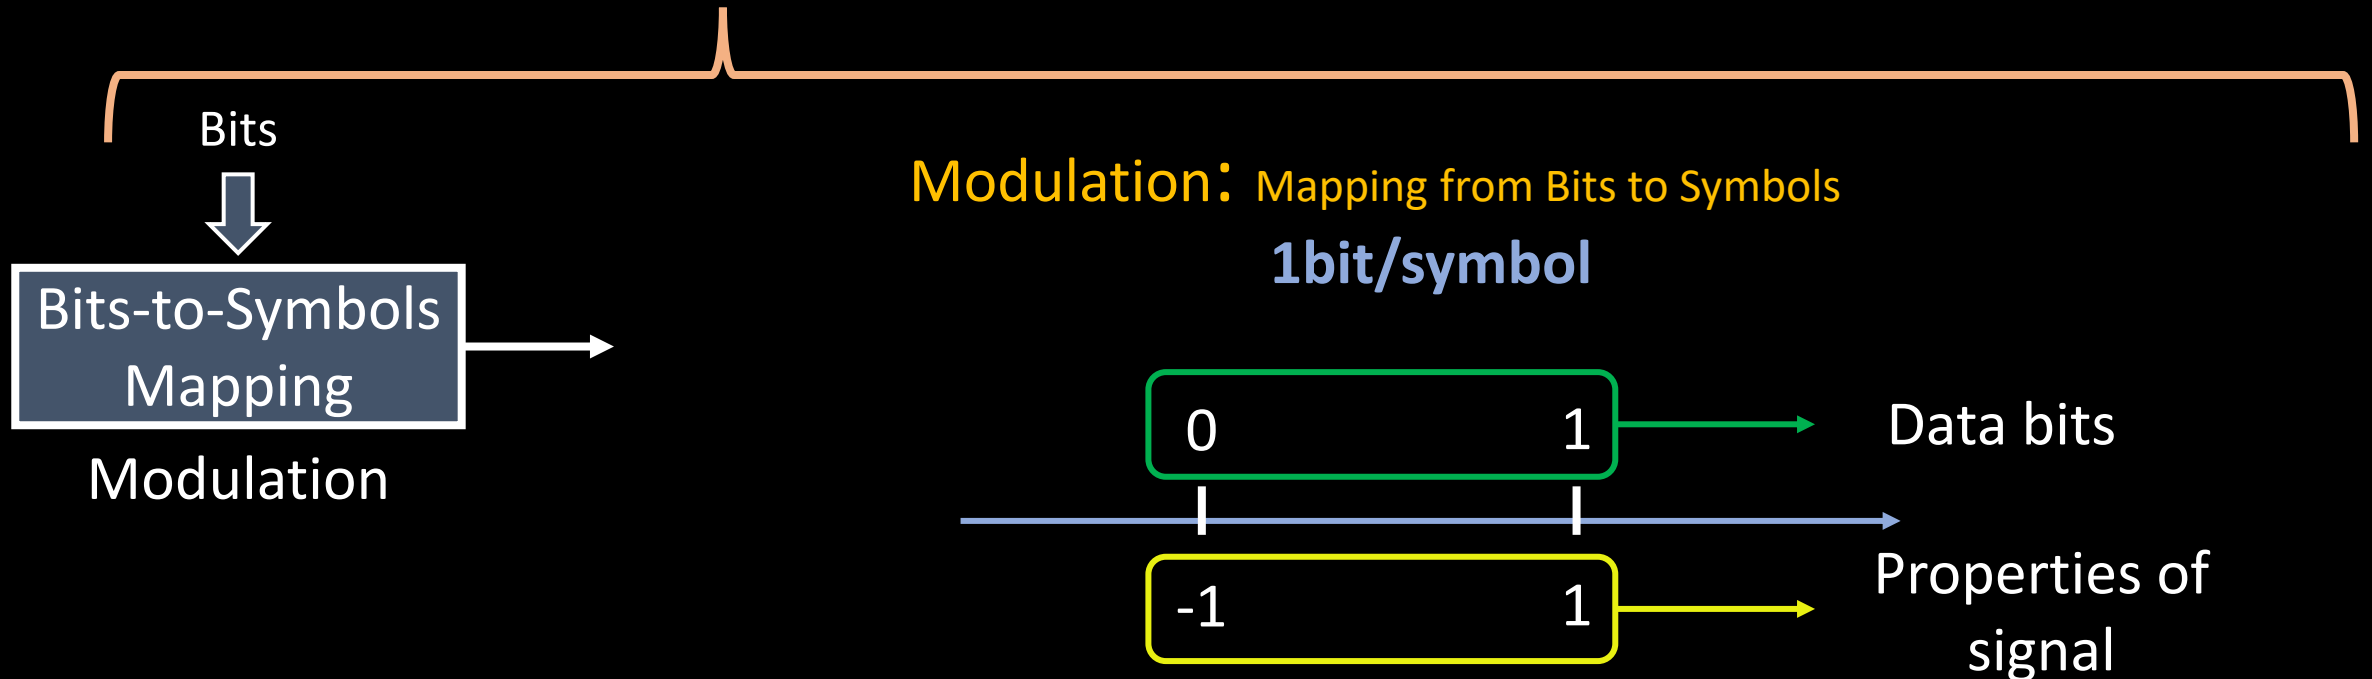 Bits
Bits-to-Symbols
Mapping
Modulation
Modulation: Mapping from Bits to Symbols
1bit/symbol
0 1
Data bits
-1 1
Properties of
signal